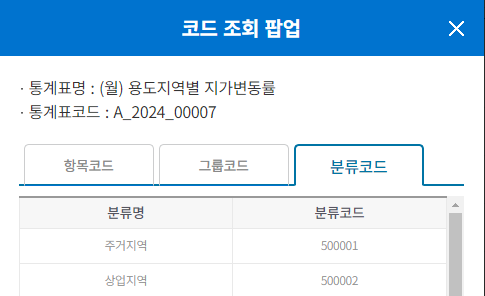 코드 조회 팝업
· 통계표명 : (월) 용도지역별 지가변동률
· 통계표코드 : A_2024_00007
항목코드 그룹코드 분류코드
분류명 분류코드
주거지역 500001
상업지역 500002